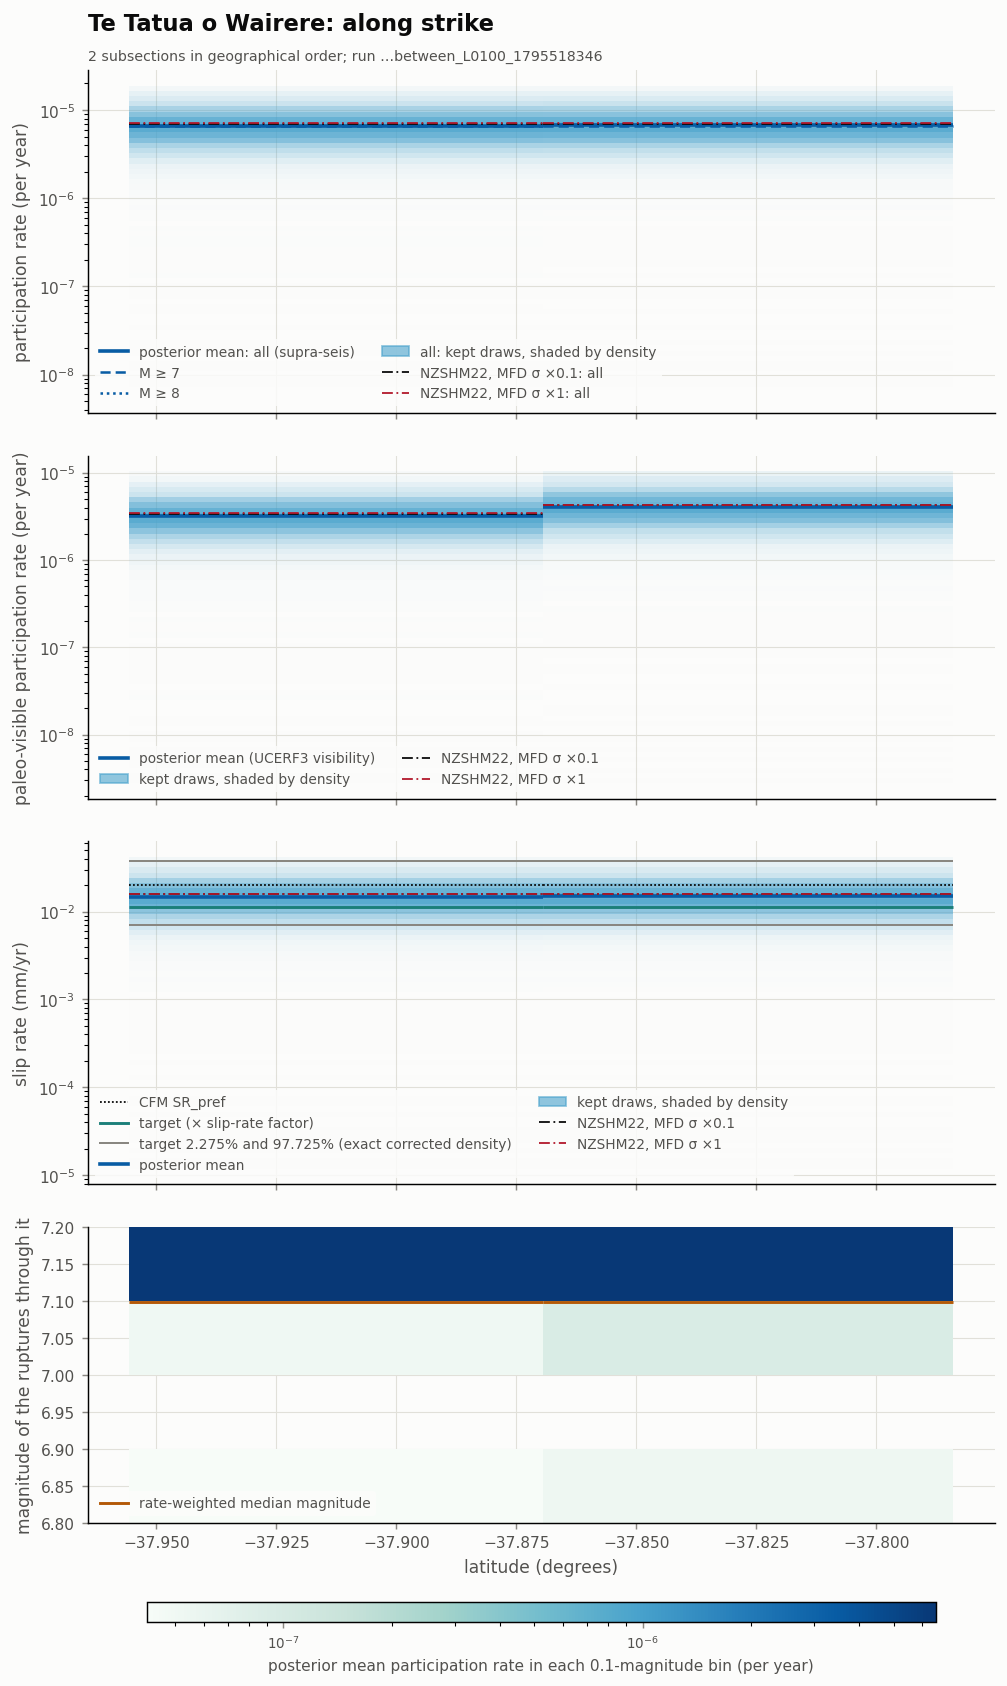 Te Tatua o Wairere: along strike
2 subsections in geographical order; run ...between_L0100_1795518346
participation rate (per year)
10⁻⁵
10⁻⁶
10⁻⁷
10⁻⁸
posterior mean: all (supra-seis)
M ≥ 7
M ≥ 8
all: kept draws, shaded by density
NZSHM22, MFD σ ×0.1: all
NZSHM22, MFD σ ×1: all
paleo-visible participation rate (per year)
10⁻⁵
10⁻⁶
10⁻⁷
10⁻⁸
posterior mean (UCERF3 visibility)
kept draws, shaded by density
NZSHM22, MFD σ ×0.1
NZSHM22, MFD σ ×1
slip rate (mm/yr)
10⁻²
10⁻³
10⁻⁴
10⁻⁵
CFM SR_pref
target (× slip-rate factor)
target 2.275% and 97.725% (exact corrected density)
posterior mean
kept draws, shaded by density
NZSHM22, MFD σ ×0.1
NZSHM22, MFD σ ×1
magnitude of the ruptures through it
7.20
7.15
7.10
7.05
7.00
6.95
6.90
6.85
6.80
rate-weighted median magnitude
−37.950 −37.925 −37.900 −37.875 −37.850 −37.825 −37.800
latitude (degrees)
10⁻⁷ 10⁻⁶
posterior mean participation rate in each 0.1-magnitude bin (per year)